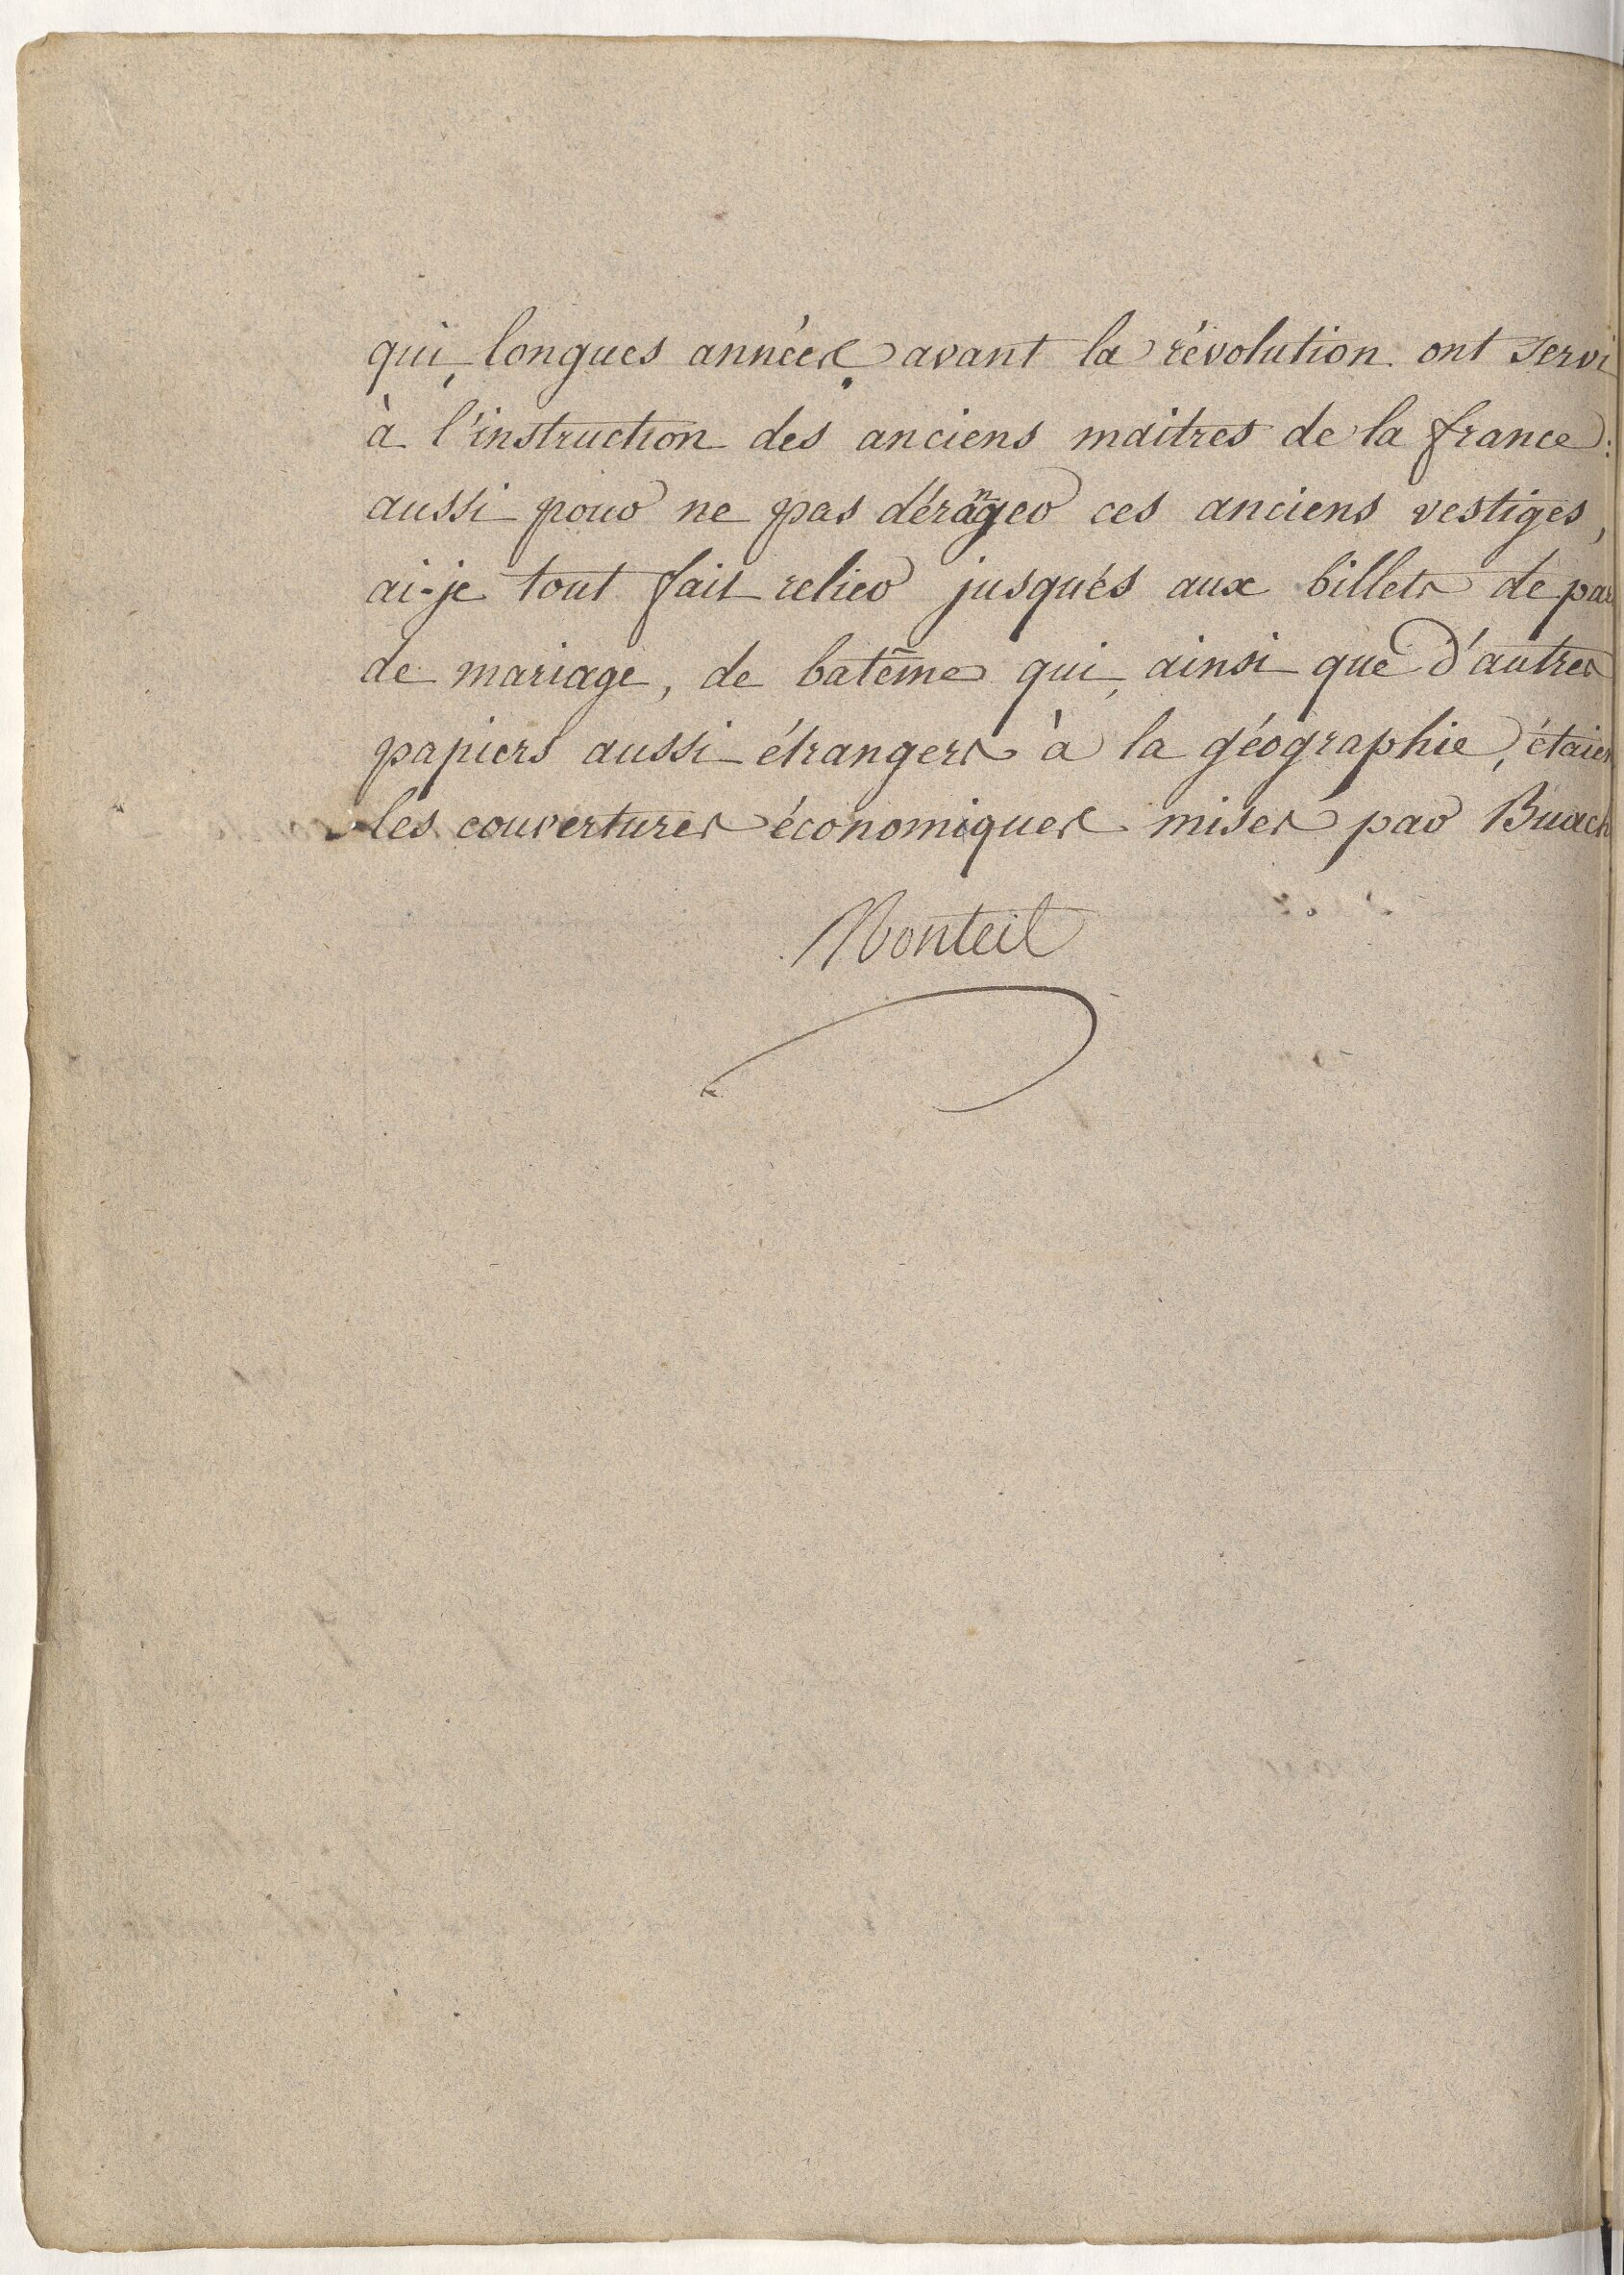 qui, longues années avant la révolution ont servi
à l'instruction des anciens maitres de la france:
aussi pour ne pas déranger ces anciens vestiges,
ai-je tout fait relier jusqués aux billets de
de mariage, de batême qui, ainsi que d'autres
papiers aussi étrangers à la géographie, étaien
les couvertures économiques mises par Buach
Monteil